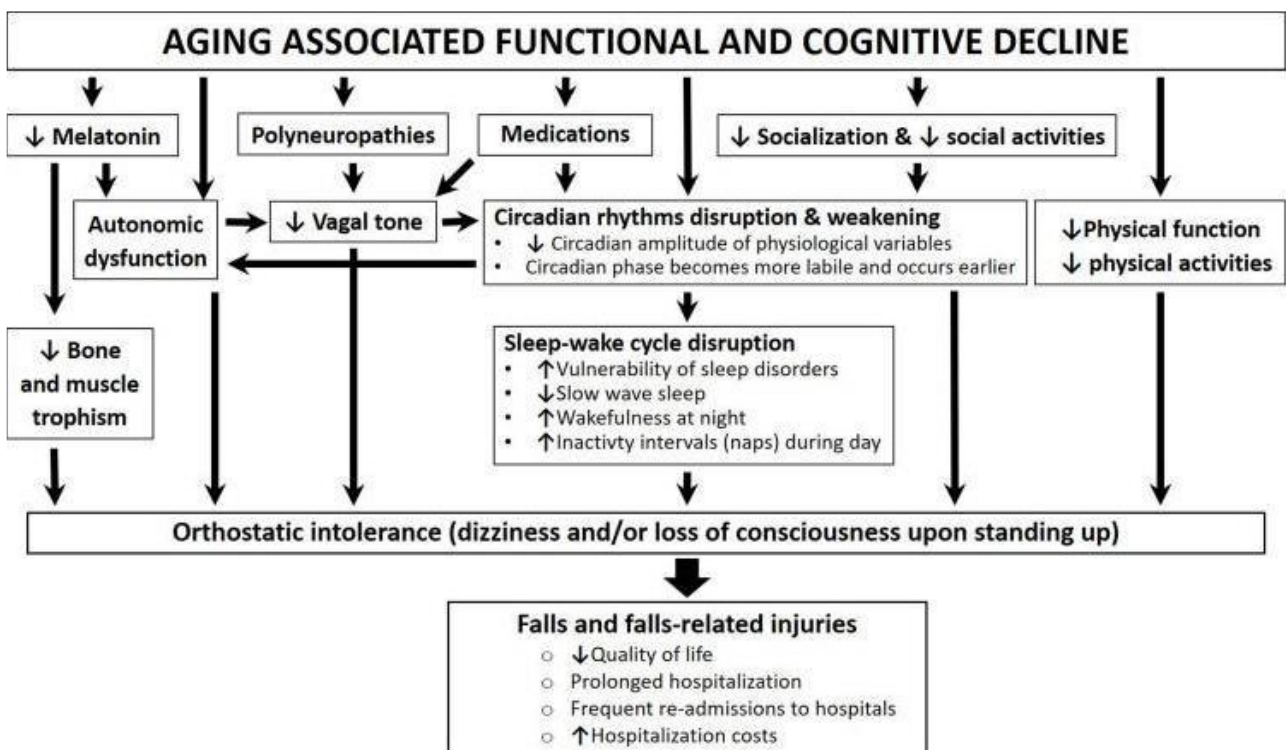 AGING ASSOCIATED FUNCTIONAL AND COGNITIVE DECLINE
↓ Melatonin
Polyneuropathies
Medications
↓ Socialization & ↓ social activities
Autonomic
dysfunction
↓ Vagal tone
Circadian rhythms disruption & weakening
• ↓ Circadian amplitude of physiological variables
• Circadian phase becomes more labile and occurs earlier
↓Physical function
↓ physical activities
↓ Bone
and muscle
trophism
Sleep-wake cycle disruption
• ↑Vulnerability of sleep disorders
• ↓Slow wave sleep
• ↑Wakefulness at night
• ↑Inactivty intervals (naps) during day
Orthostatic intolerance (dizziness and/or loss of consciousness upon standing up)
Falls and falls-related injuries
○ ↓Quality of life
○ Prolonged hospitalization
○ Frequent re-admissions to hospitals
○ ↑Hospitalization costs